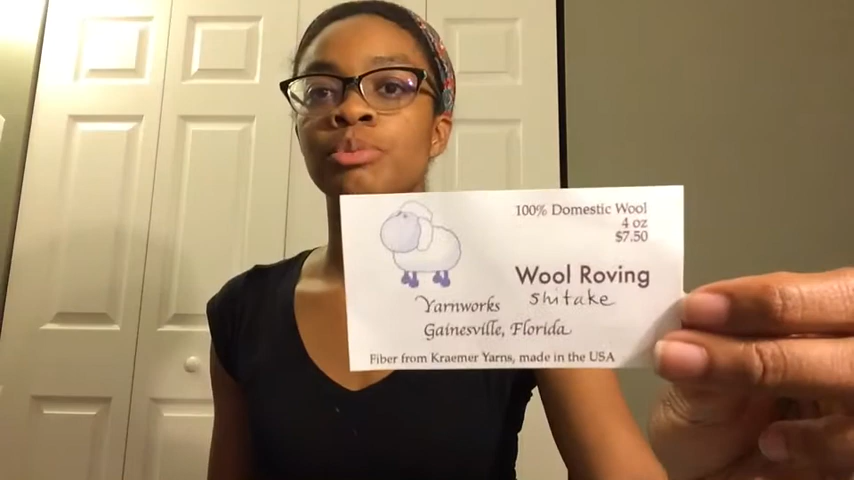 100% Domestic Wool
4 oz
$7.50
Wool Roving
shitake
Yarnworks
Gainesville, Florida
Fiber from Kraemer Yarns, made in the USA